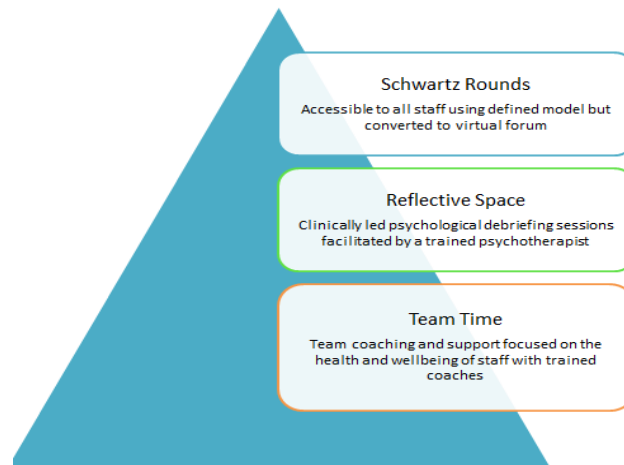 Schwartz Rounds
Accessible to all staff using defined model but
converted to virtual forum
Reflective Space
Clinically led psychological debriefing sessions
facilitated by a trained psychotherapist
Team Time
Team coaching and support focused on the
health and wellbeing of staff with trained
coaches